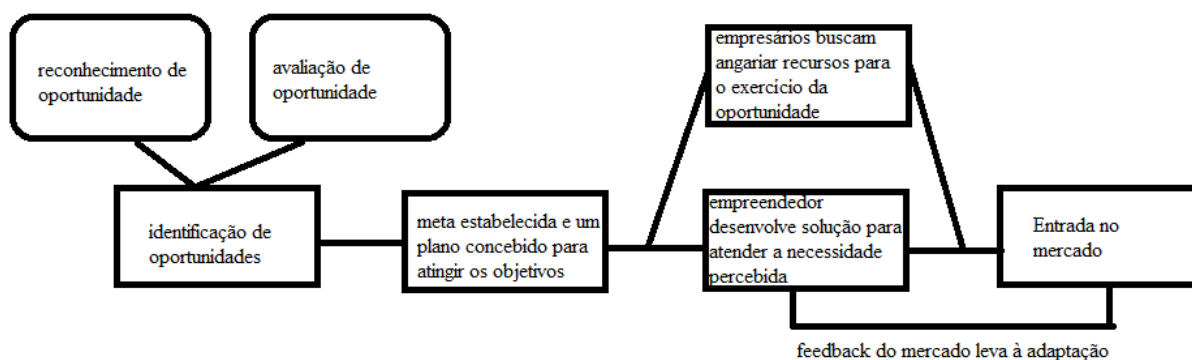 reconhecimento de
oportunidade
avaliação de
oportunidade
identificação de
oportunidades
meta estabelecida e um
plano concebido para
atingir os objetivos
empresários buscam
angariar recursos para
o exercício da
oportunidade
empreendedor
desenvolve solução para
atender a necessidade
percebida
Entrada no
mercado
feedback do mercado leva à adaptação